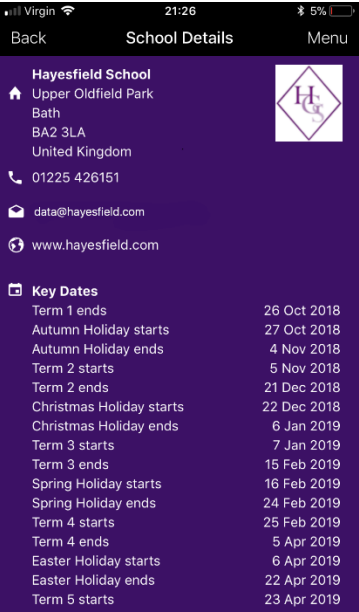 Virgin 21:26 5%
Back School Details Menu
Hayesfield School
Upper Oldfield Park
Bath
BA2 3LA
United Kingdom
HGS
01225 426151
data@hayesfield.com
www.hayesfield.com
Key Dates
Term 1 ends 26 Oct 2018
Autumn Holiday starts 27 Oct 2018
Autumn Holiday ends 4 Nov 2018
Term 2 starts 5 Nov 2018
Term 2 ends 21 Dec 2018
Christmas Holiday starts 22 Dec 2018
Christmas Holiday ends 6 Jan 2019
Term 3 starts 7 Jan 2019
Term 3 ends 15 Feb 2019
Spring Holiday starts 16 Feb 2019
Spring Holiday ends 24 Feb 2019
Term 4 starts 25 Feb 2019
Term 4 ends 5 Apr 2019
Easter Holiday starts 6 Apr 2019
Easter Holiday ends 22 Apr 2019
Term 5 starts 23 Apr 2019